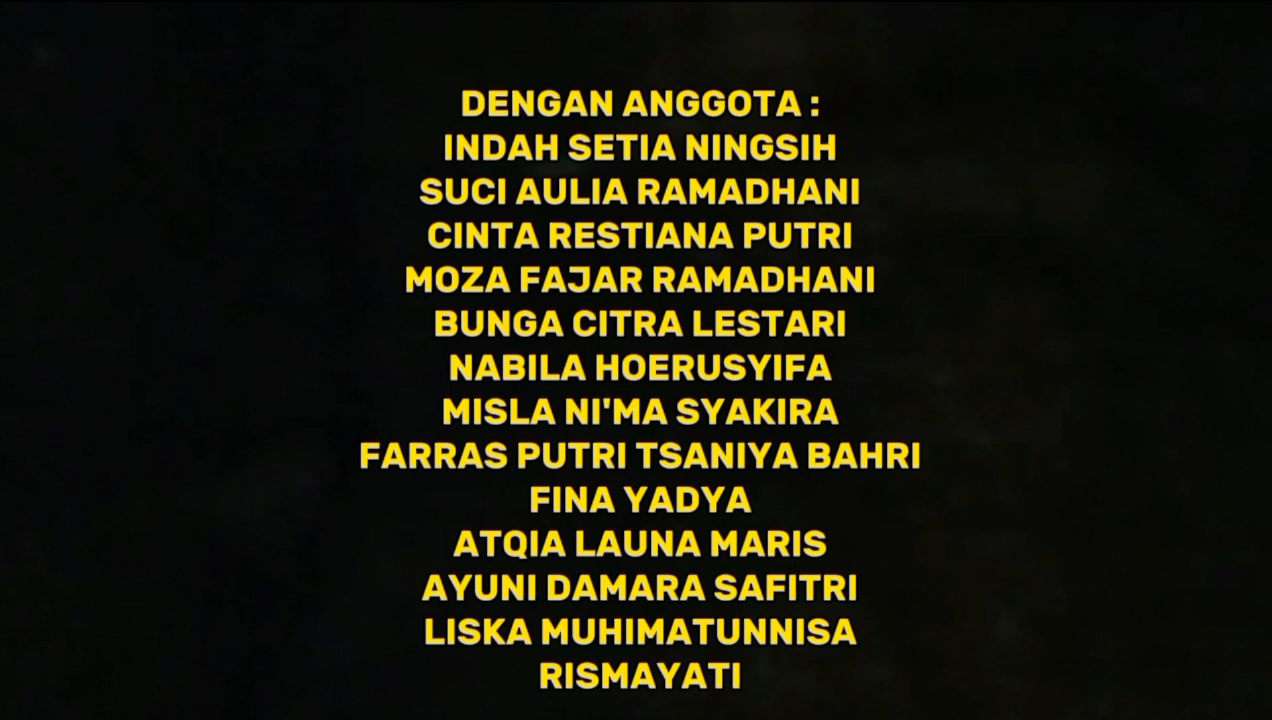 DENGAN ANGGOTA :
INDAH SETIA NINGSIH
SUCI AULIA RAMADHANI
CINTA RESTIANA PUTRI
MOZA FAJAR RAMADHANI
BUNGA CITRA LESTARI
NABILA HOERUSYIFA
MISLA NI'MA SYAKIRA
FARRAS PUTRI TSANIYA BAHRI
FINA YADYA
ATQIA LAUNA MARIS
AYUNI DAMARA SAFITRI
LISKA MUHIMATUNNISA
RISMAYATI